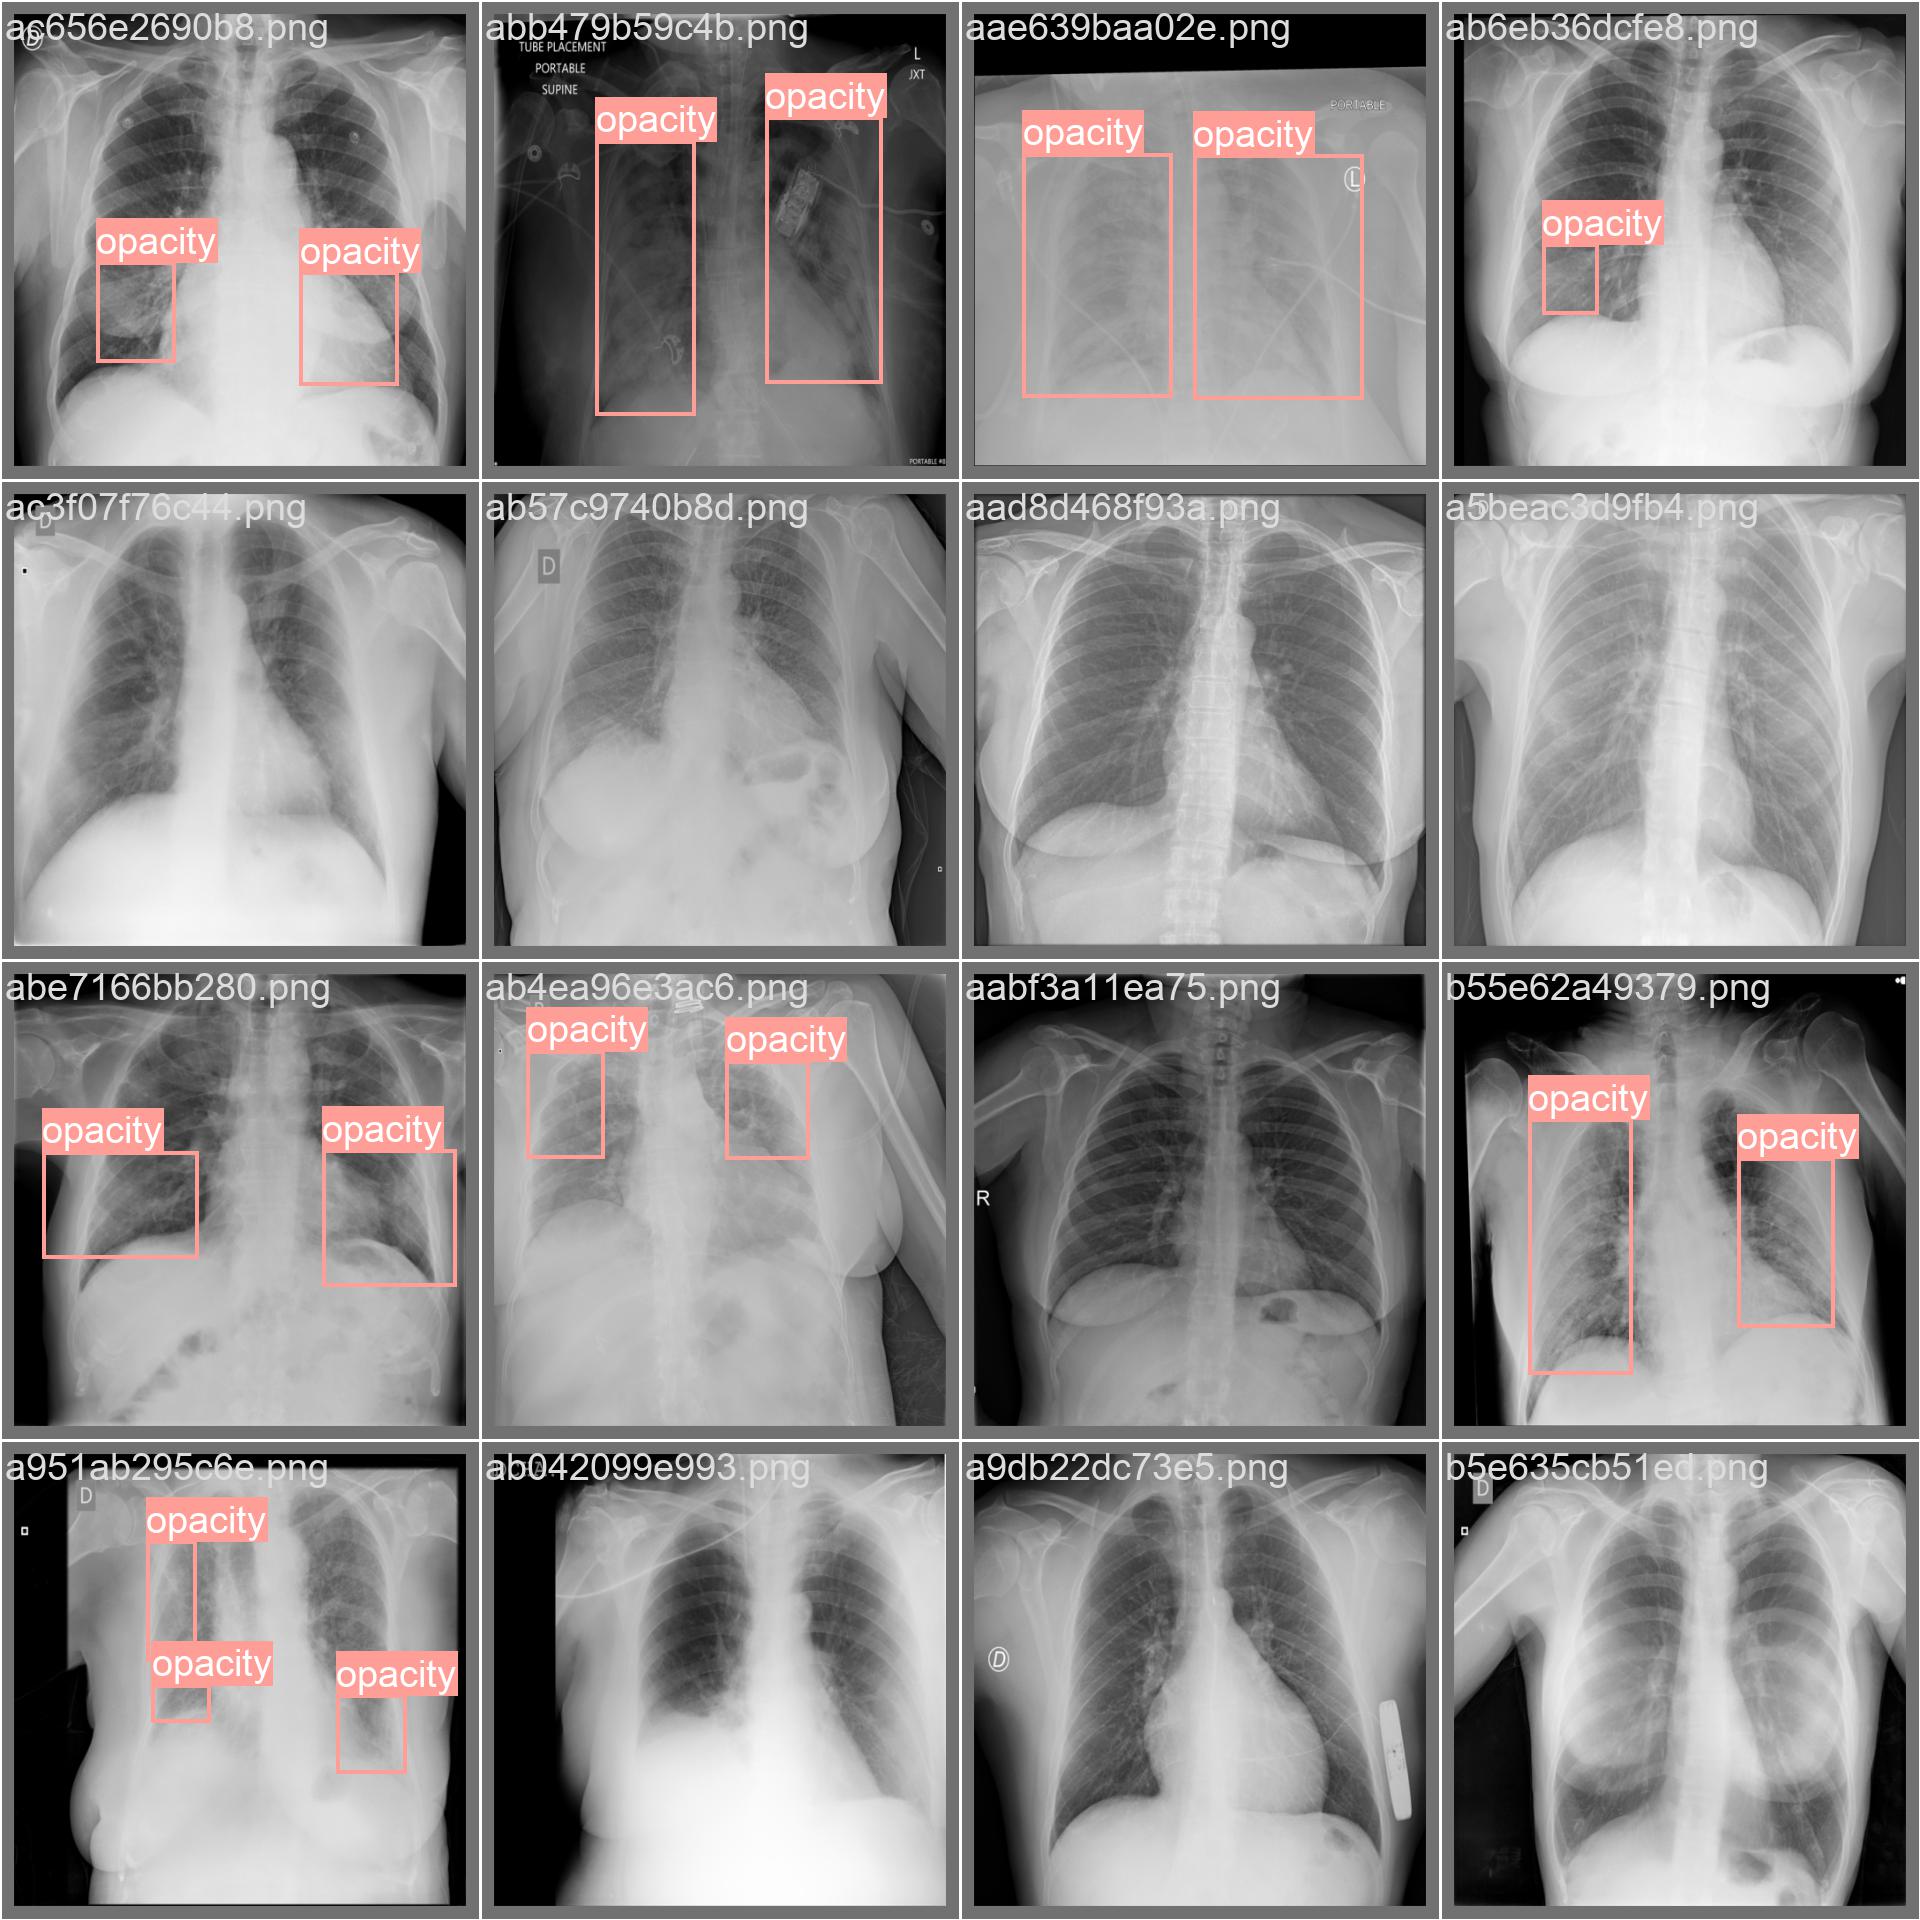 ac656e2690b8.png
D
opacity
opacity
abb479b59c4b.png
TUBE PLACEMENT
PORTABLE
SUPINE
L
JXT
opacity
opacity
PORTABLE #8
aae639baa02e.png
PORTABLE
L
opacity
opacity
ab6eb36dcfe8.png
opacity
ac3f07f76c44.png
D
ab57c9740b8d.png
D
aad8d468f93a.png
a5beac3d9fb4.png
abe7166bb280.png
opacity
opacity
ab4ea96e3ac6.png
opacity
opacity
aabf3a11ea75.png
R
b55e62a49379.png
opacity
opacity
a951ab295c6e.png
D
opacity
opacity
opacity
ab042099e993.png
a9db22dc73e5.png
D
b5e635cb51ed.png
D